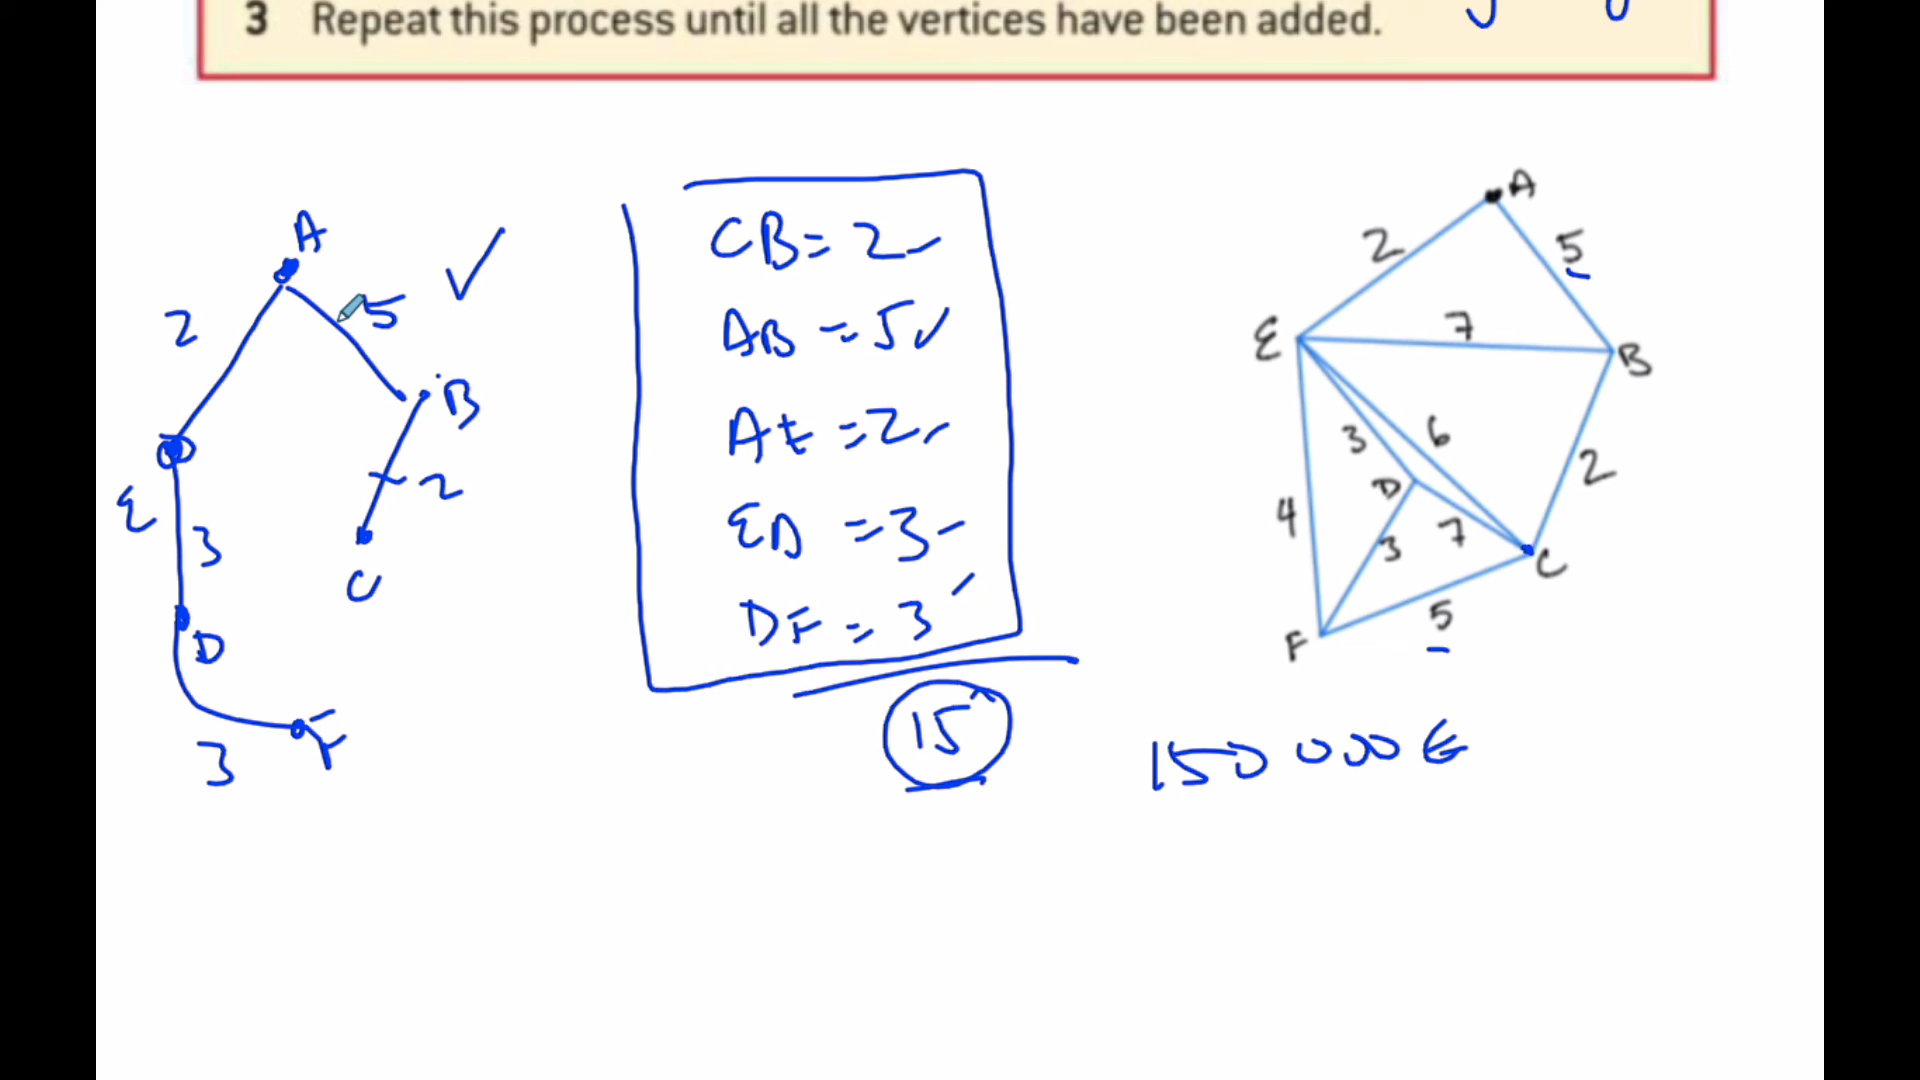 3 Repeat this process until all the vertices have been added.
A
2
5
B
E
2
3
C
D
3
F
CB = 2
AB = 5
AE = 2
ED = 3
DF = 3
15
A
2
5
E
7
B
3
6
2
D
4
3
7
C
5
F
150 000 €